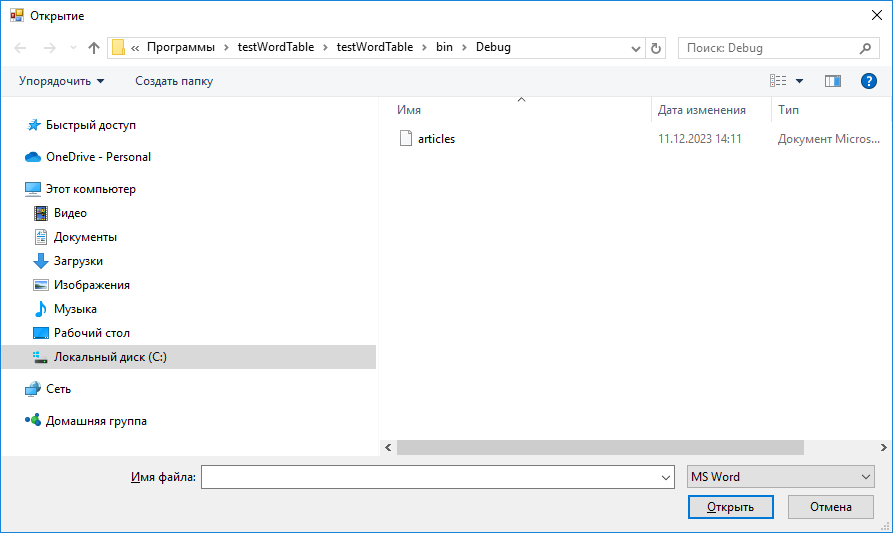 Открытие
« Программы › testWordTable › testWordTable › bin › Debug
Поиск: Debug
Упорядочить
Создать папку
?
Быстрый доступ
OneDrive - Personal
Этот компьютер
Видео
Документы
Загрузки
Изображения
Музыка
Рабочий стол
Локальный диск (C:)
Сеть
Домашняя группа
Имя Дата изменения Тип
articles 11.12.2023 14:11 Документ Micros...
Имя файла:
MS Word
Открыть Отмена